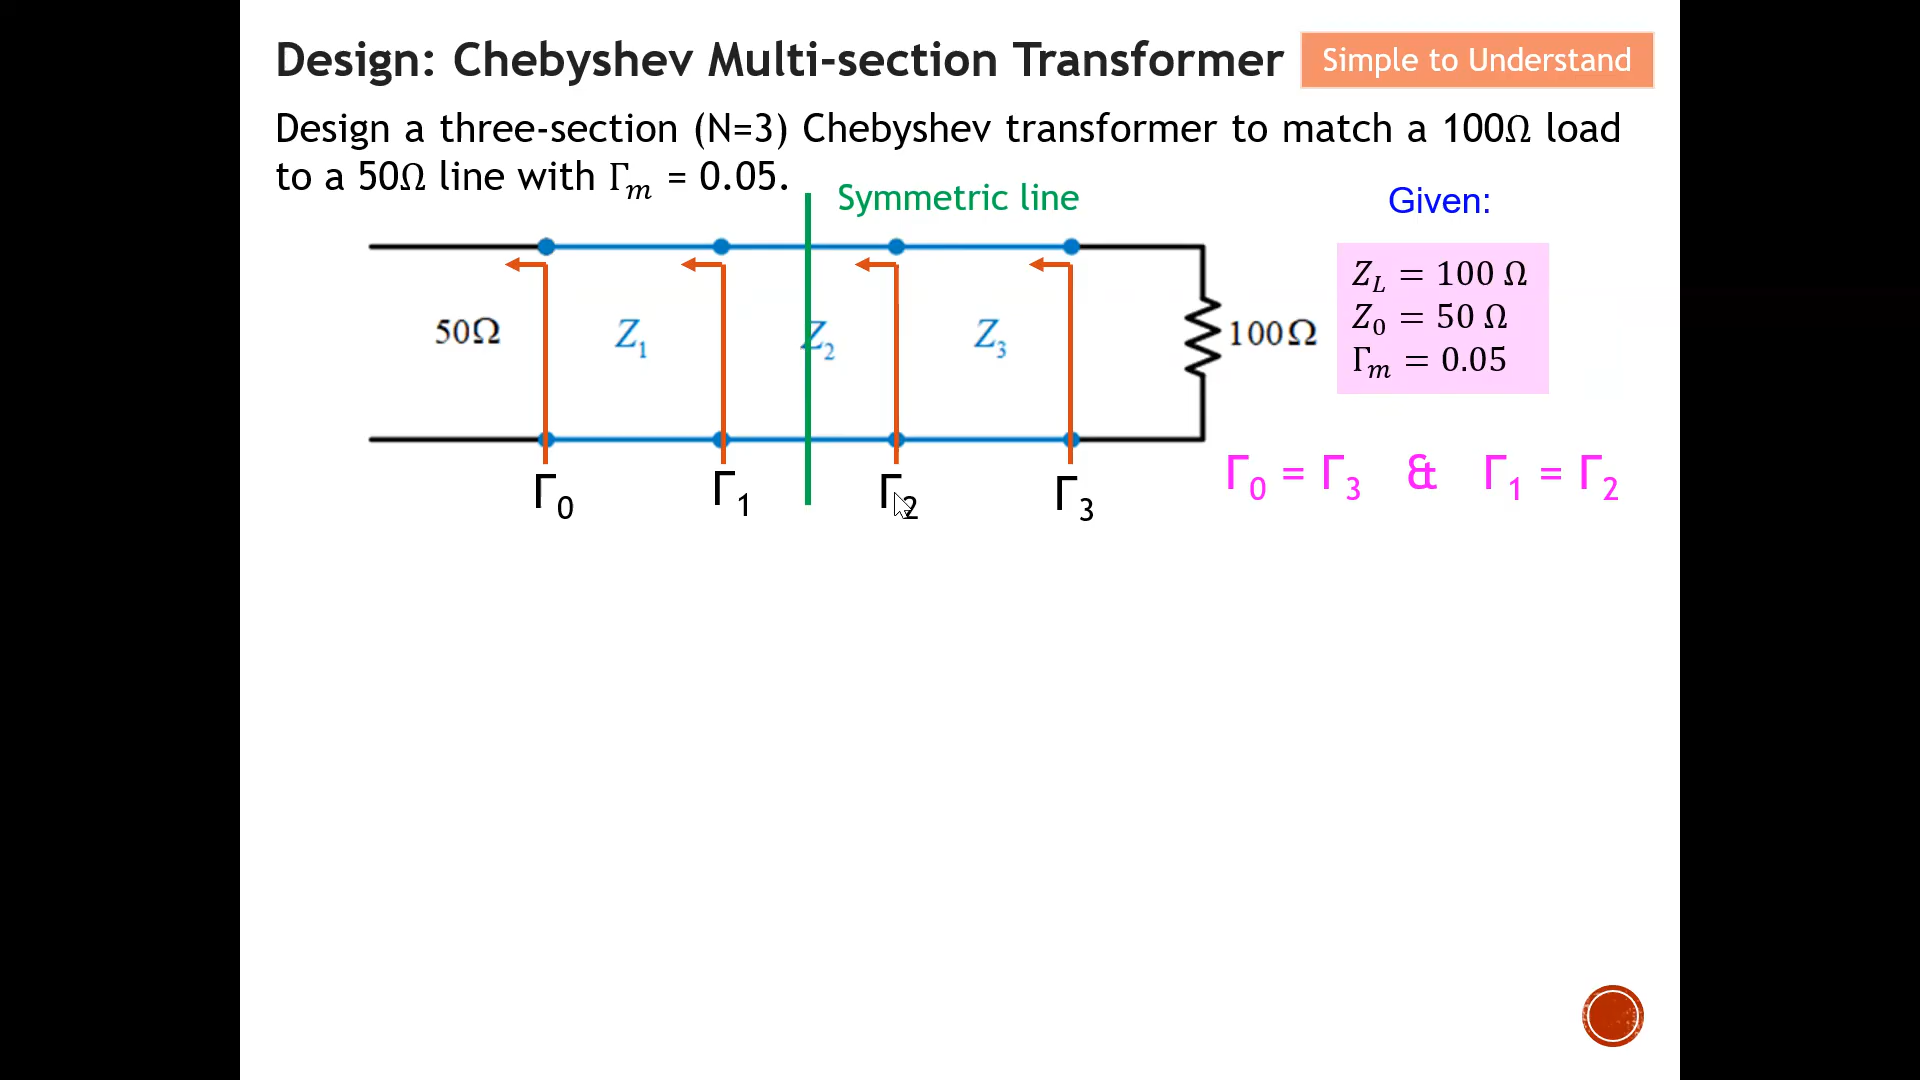 Design: Chebyshev Multi-section Transformer
Simple to Understand
Design a three-section (N=3) Chebyshev transformer to match a 100Ω load
to a 50Ω line with Γₘ = 0.05.
Symmetric line
Given:
50Ω
Z₁
Z₂
Z₃
100Ω
Z_L = 100 Ω
Z₀ = 50 Ω
Γₘ = 0.05
Γ₀
Γ₁
Γ₂
Γ₃
Γ₀ = Γ₃ & Γ₁ = Γ₂